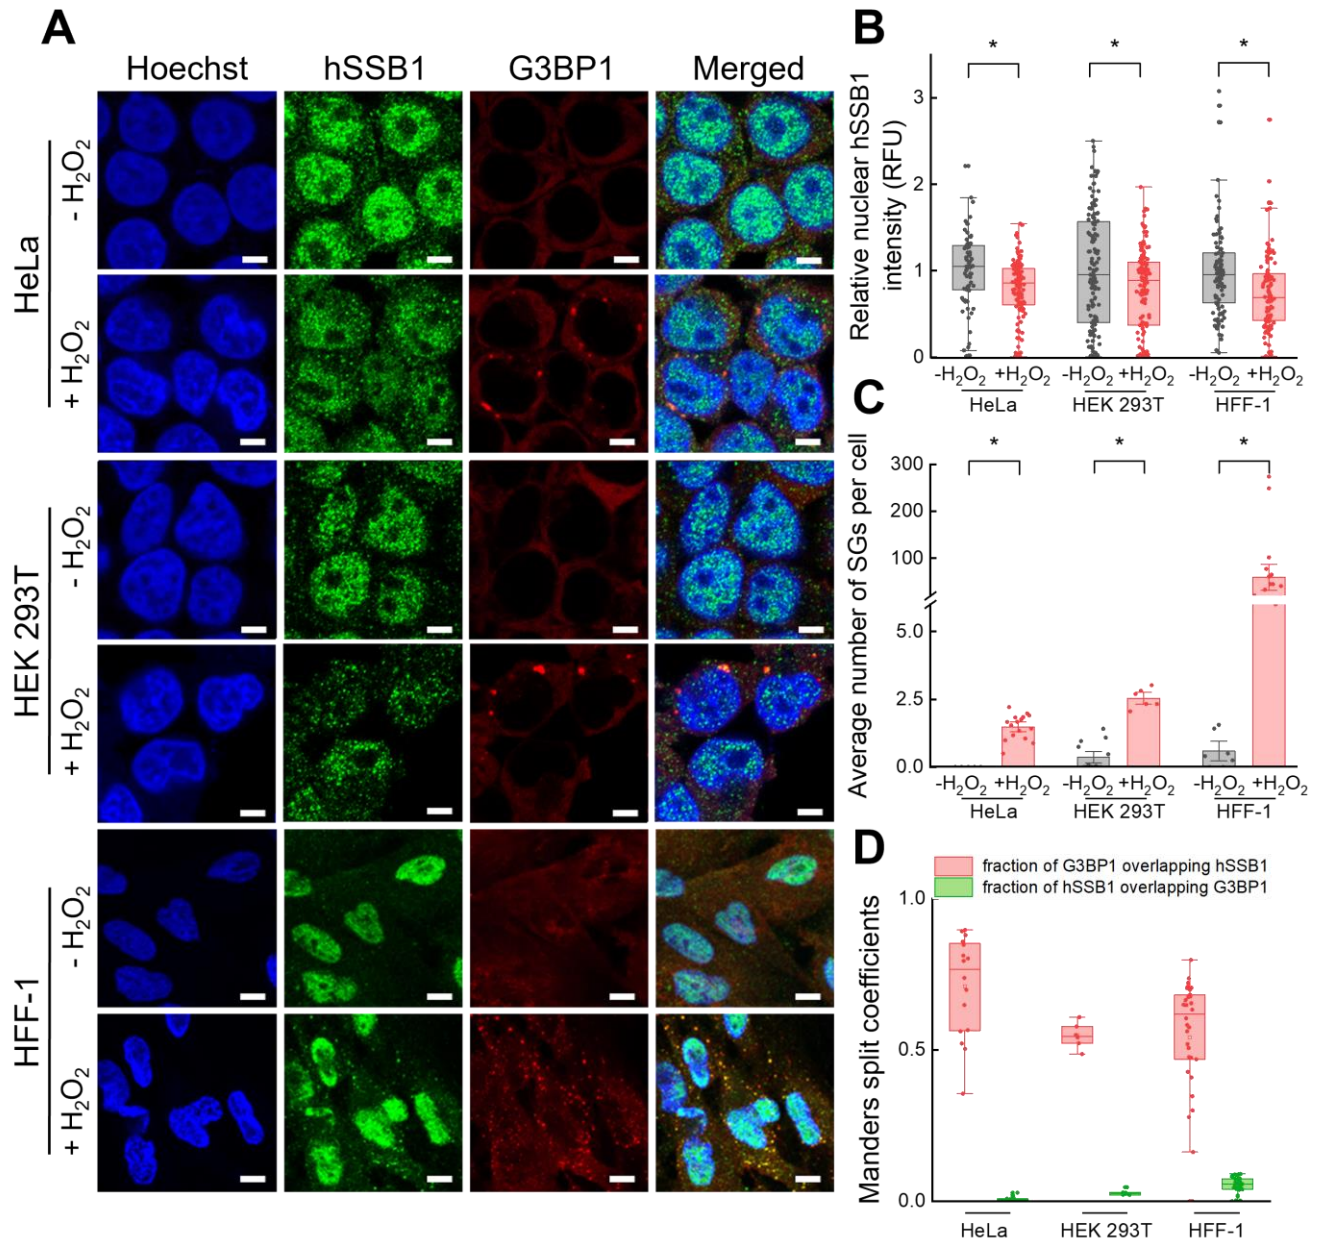 A
Hoechst hSSB1 G3BP1 Merged
HeLa
- H₂O₂
+ H₂O₂
HEK 293T
- H₂O₂
+ H₂O₂
HFF-1
- H₂O₂
+ H₂O₂
B
Relative nuclear hSSB1
intensity (RFU)
* * *
3
2
1
0
-H₂O₂ +H₂O₂ -H₂O₂ +H₂O₂ -H₂O₂ +H₂O₂
HeLa HEK 293T HFF-1
C
Average number of SGs per cell
* * *
300
200
100
5.0
2.5
0.0
-H₂O₂ +H₂O₂ -H₂O₂ +H₂O₂ -H₂O₂ +H₂O₂
HeLa HEK 293T HFF-1
D
fraction of G3BP1 overlapping hSSB1
fraction of hSSB1 overlapping G3BP1
Manders split coefficients
1.0
0.5
0.0
HeLa HEK 293T HFF-1